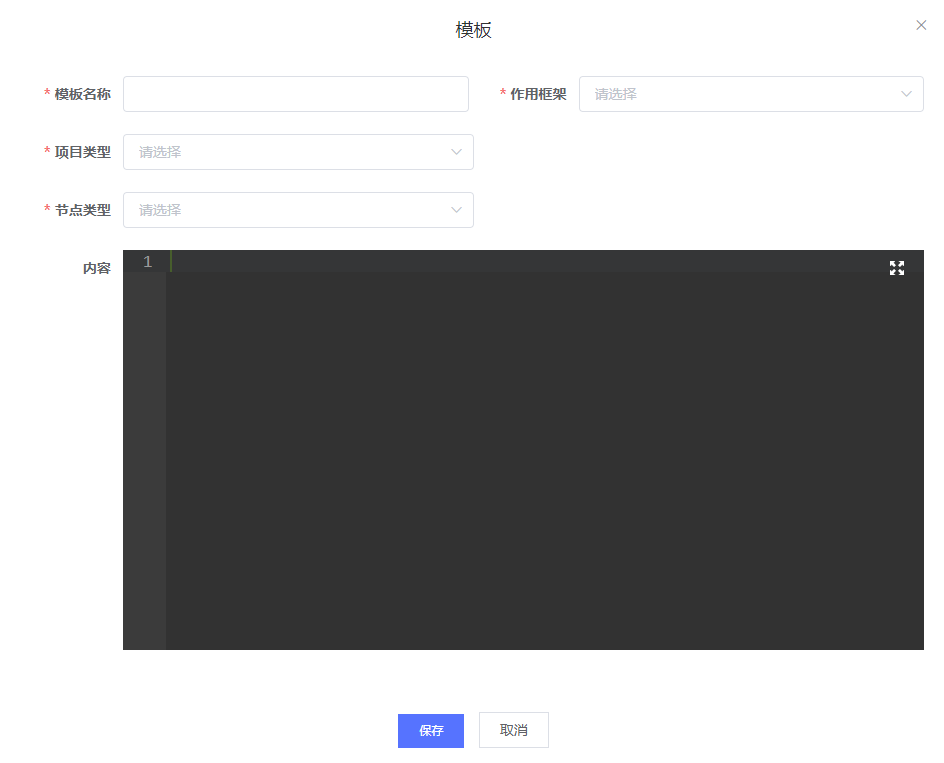 模板
* 模板名称
* 作用框架 请选择
* 项目类型 请选择
* 节点类型 请选择
内容 1
保存 取消